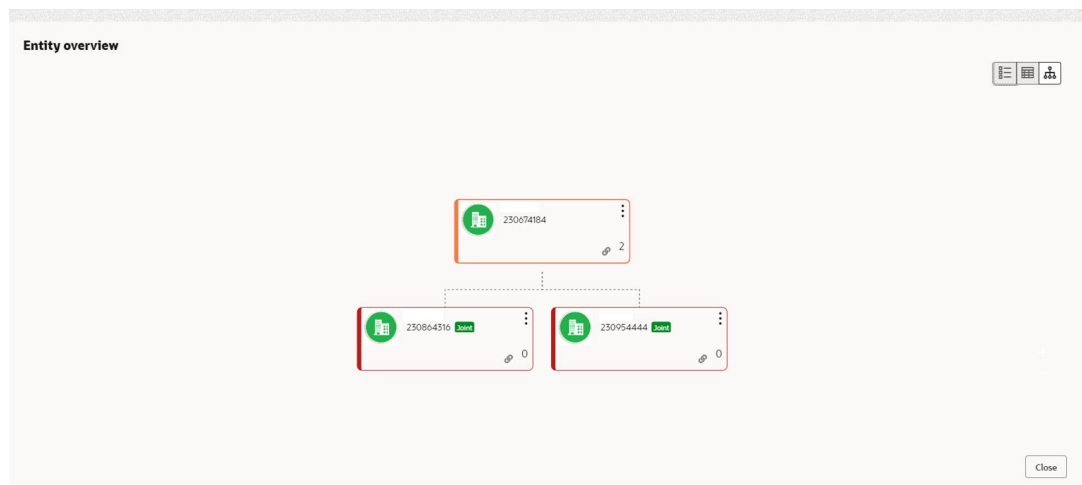 Entity overview
230674184
2
230864316 Joint
0
230954444 Joint
0
Close